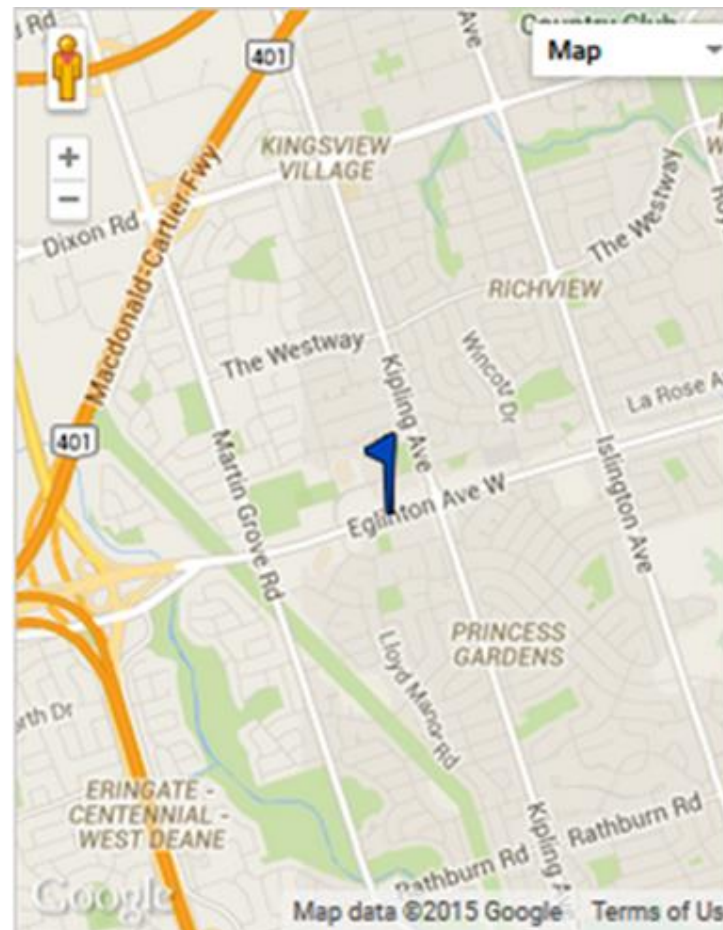 d Rd
401
Ave
Country Club
Map
KINGSVIEW
VILLAGE
Dixon Rd
Macdonald-Cartier Fwy
The Westway
RICHVIEW
The Westway
Kipling Ave
Wincott Dr
La Rose A
401
Martin Grove Rd
Eglinton Ave W
Islington Ave
PRINCESS
GARDENS
Lloyd Manor Rd
rth Dr
ERINGATE -
CENTENNIAL -
WEST DEANE
Kipling Av
Rathburn Rd
Rathburn Rd
Google
Map data ©2015 Google
Terms of Us